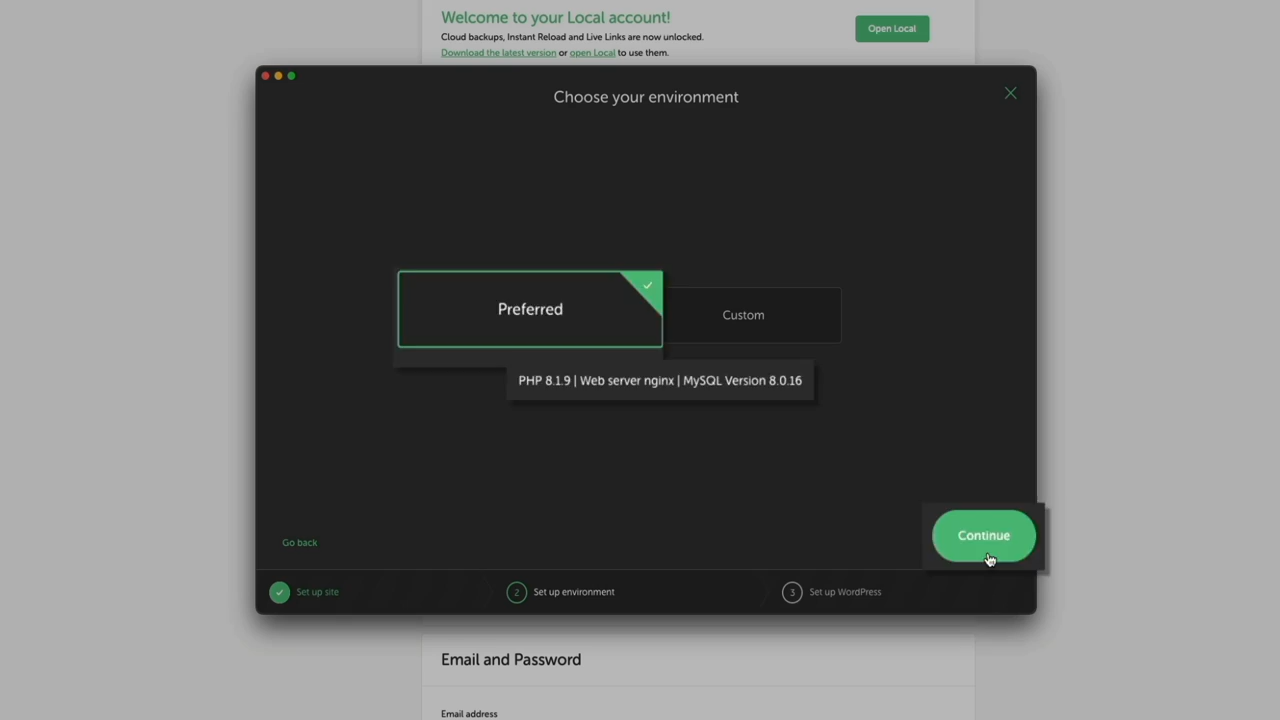 Welcome to your Local account!
Cloud backups, Instant Reload and Live Links are now unlocked.
Download the latest version or open Local to use them.
Open Local
Choose your environment
Preferred
Custom
PHP 8.1.9 | Web server nginx | MySQL Version 8.0.16
Go back
Continue
Set up site
2 Set up environment
3 Set up WordPress
Email and Password
Email address